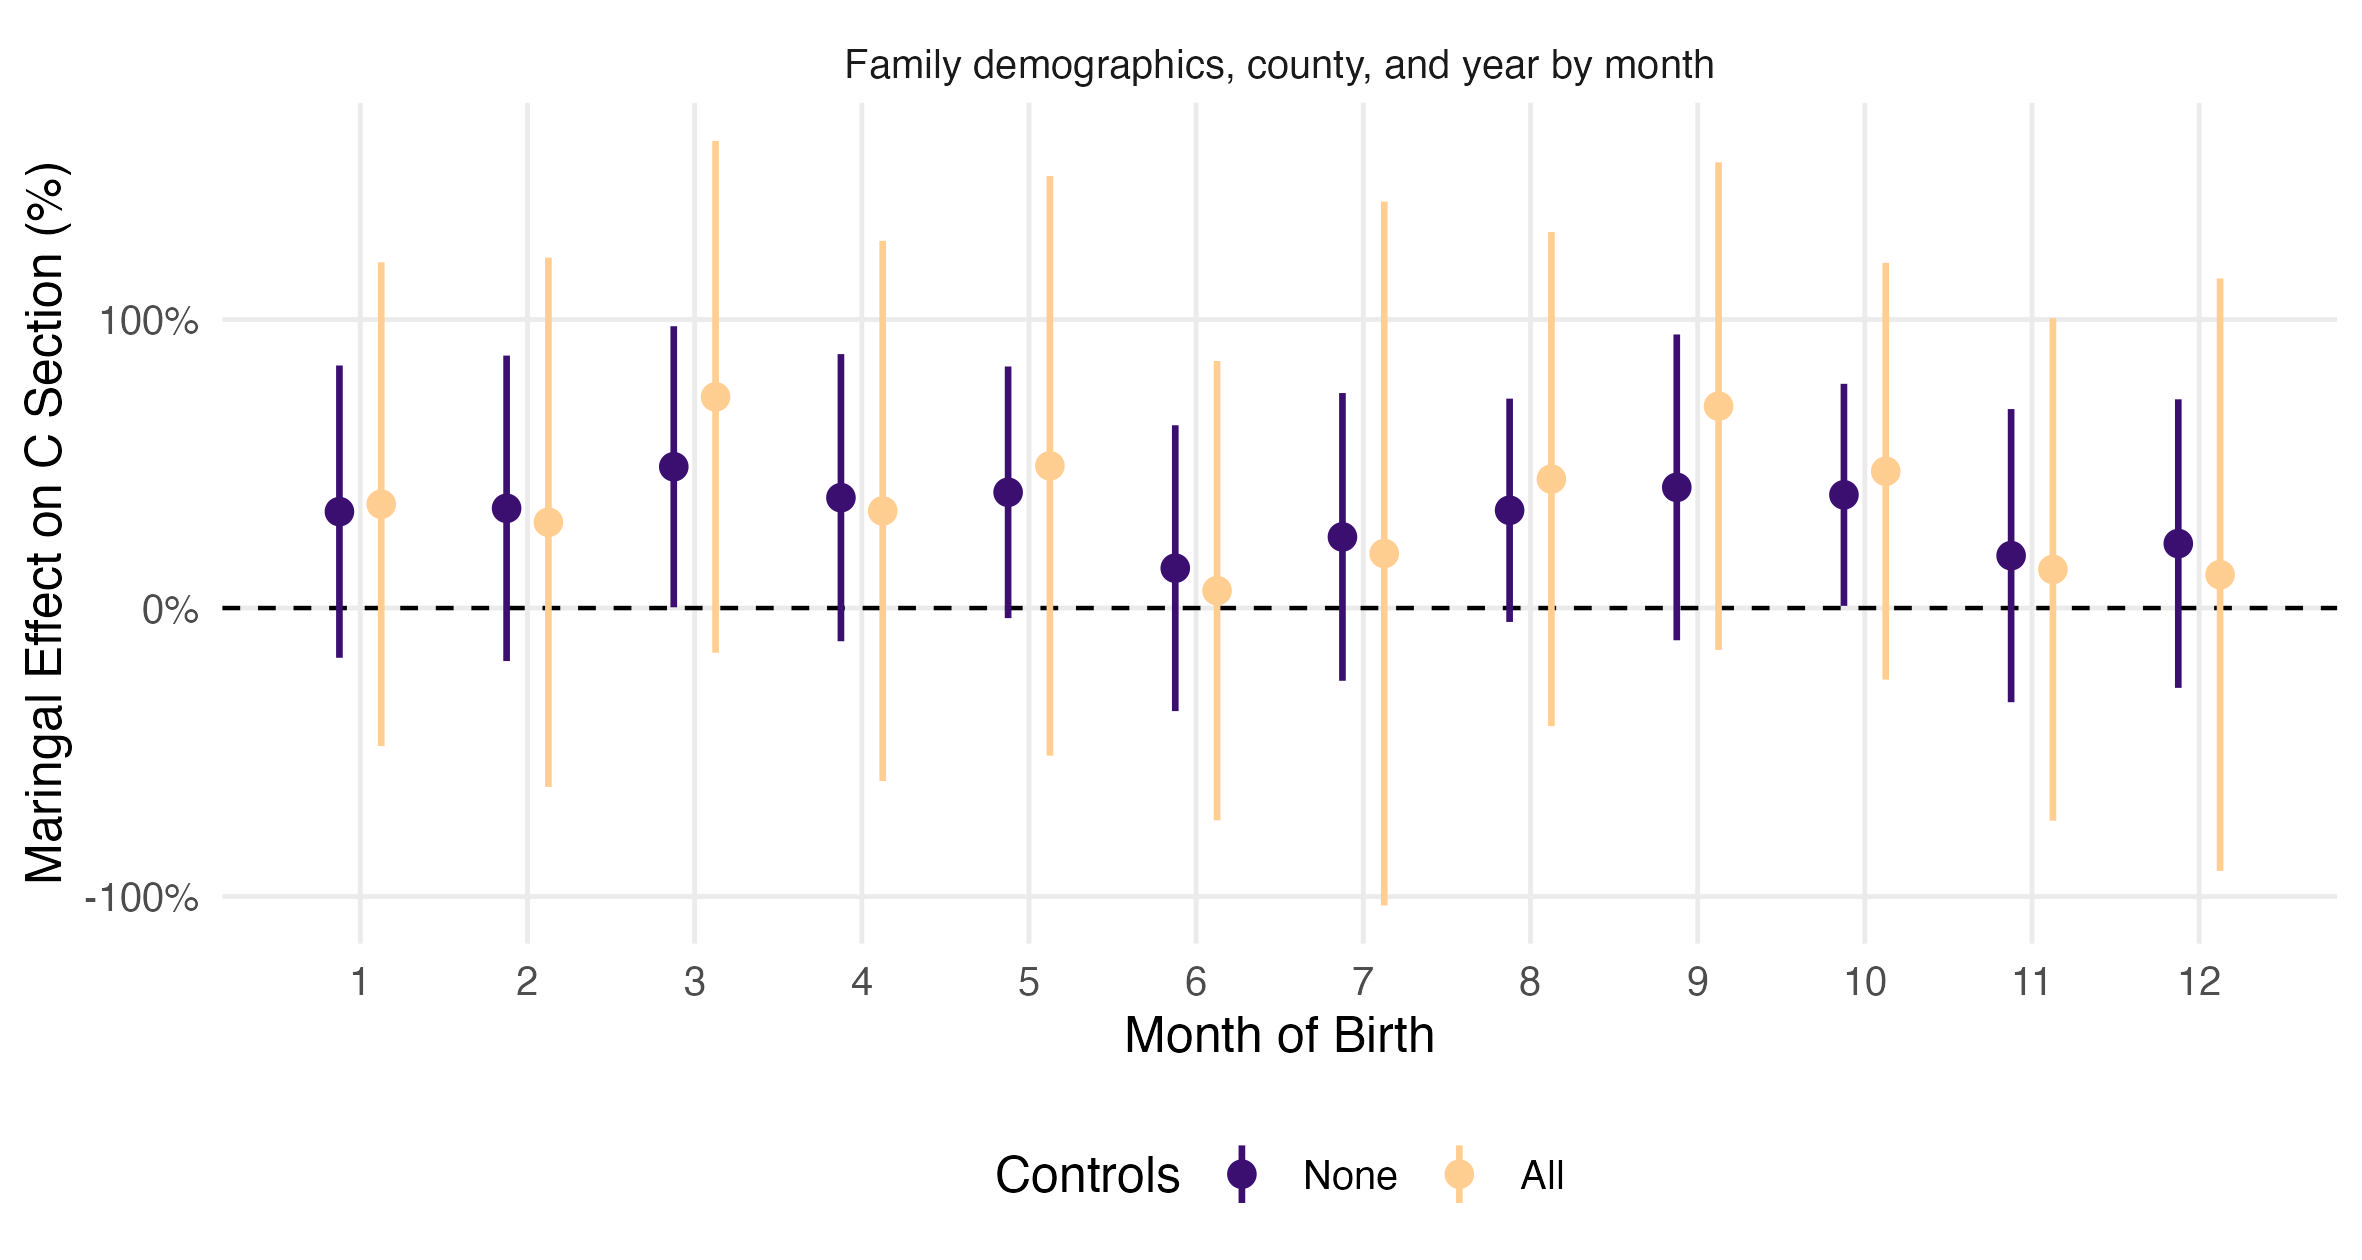 Family demographics, county, and year by month
Maringal Effect on C Section (%)
100%
0%
-100%
1 2 3 4 5 6 7 8 9 10 11 12
Month of Birth
Controls None All